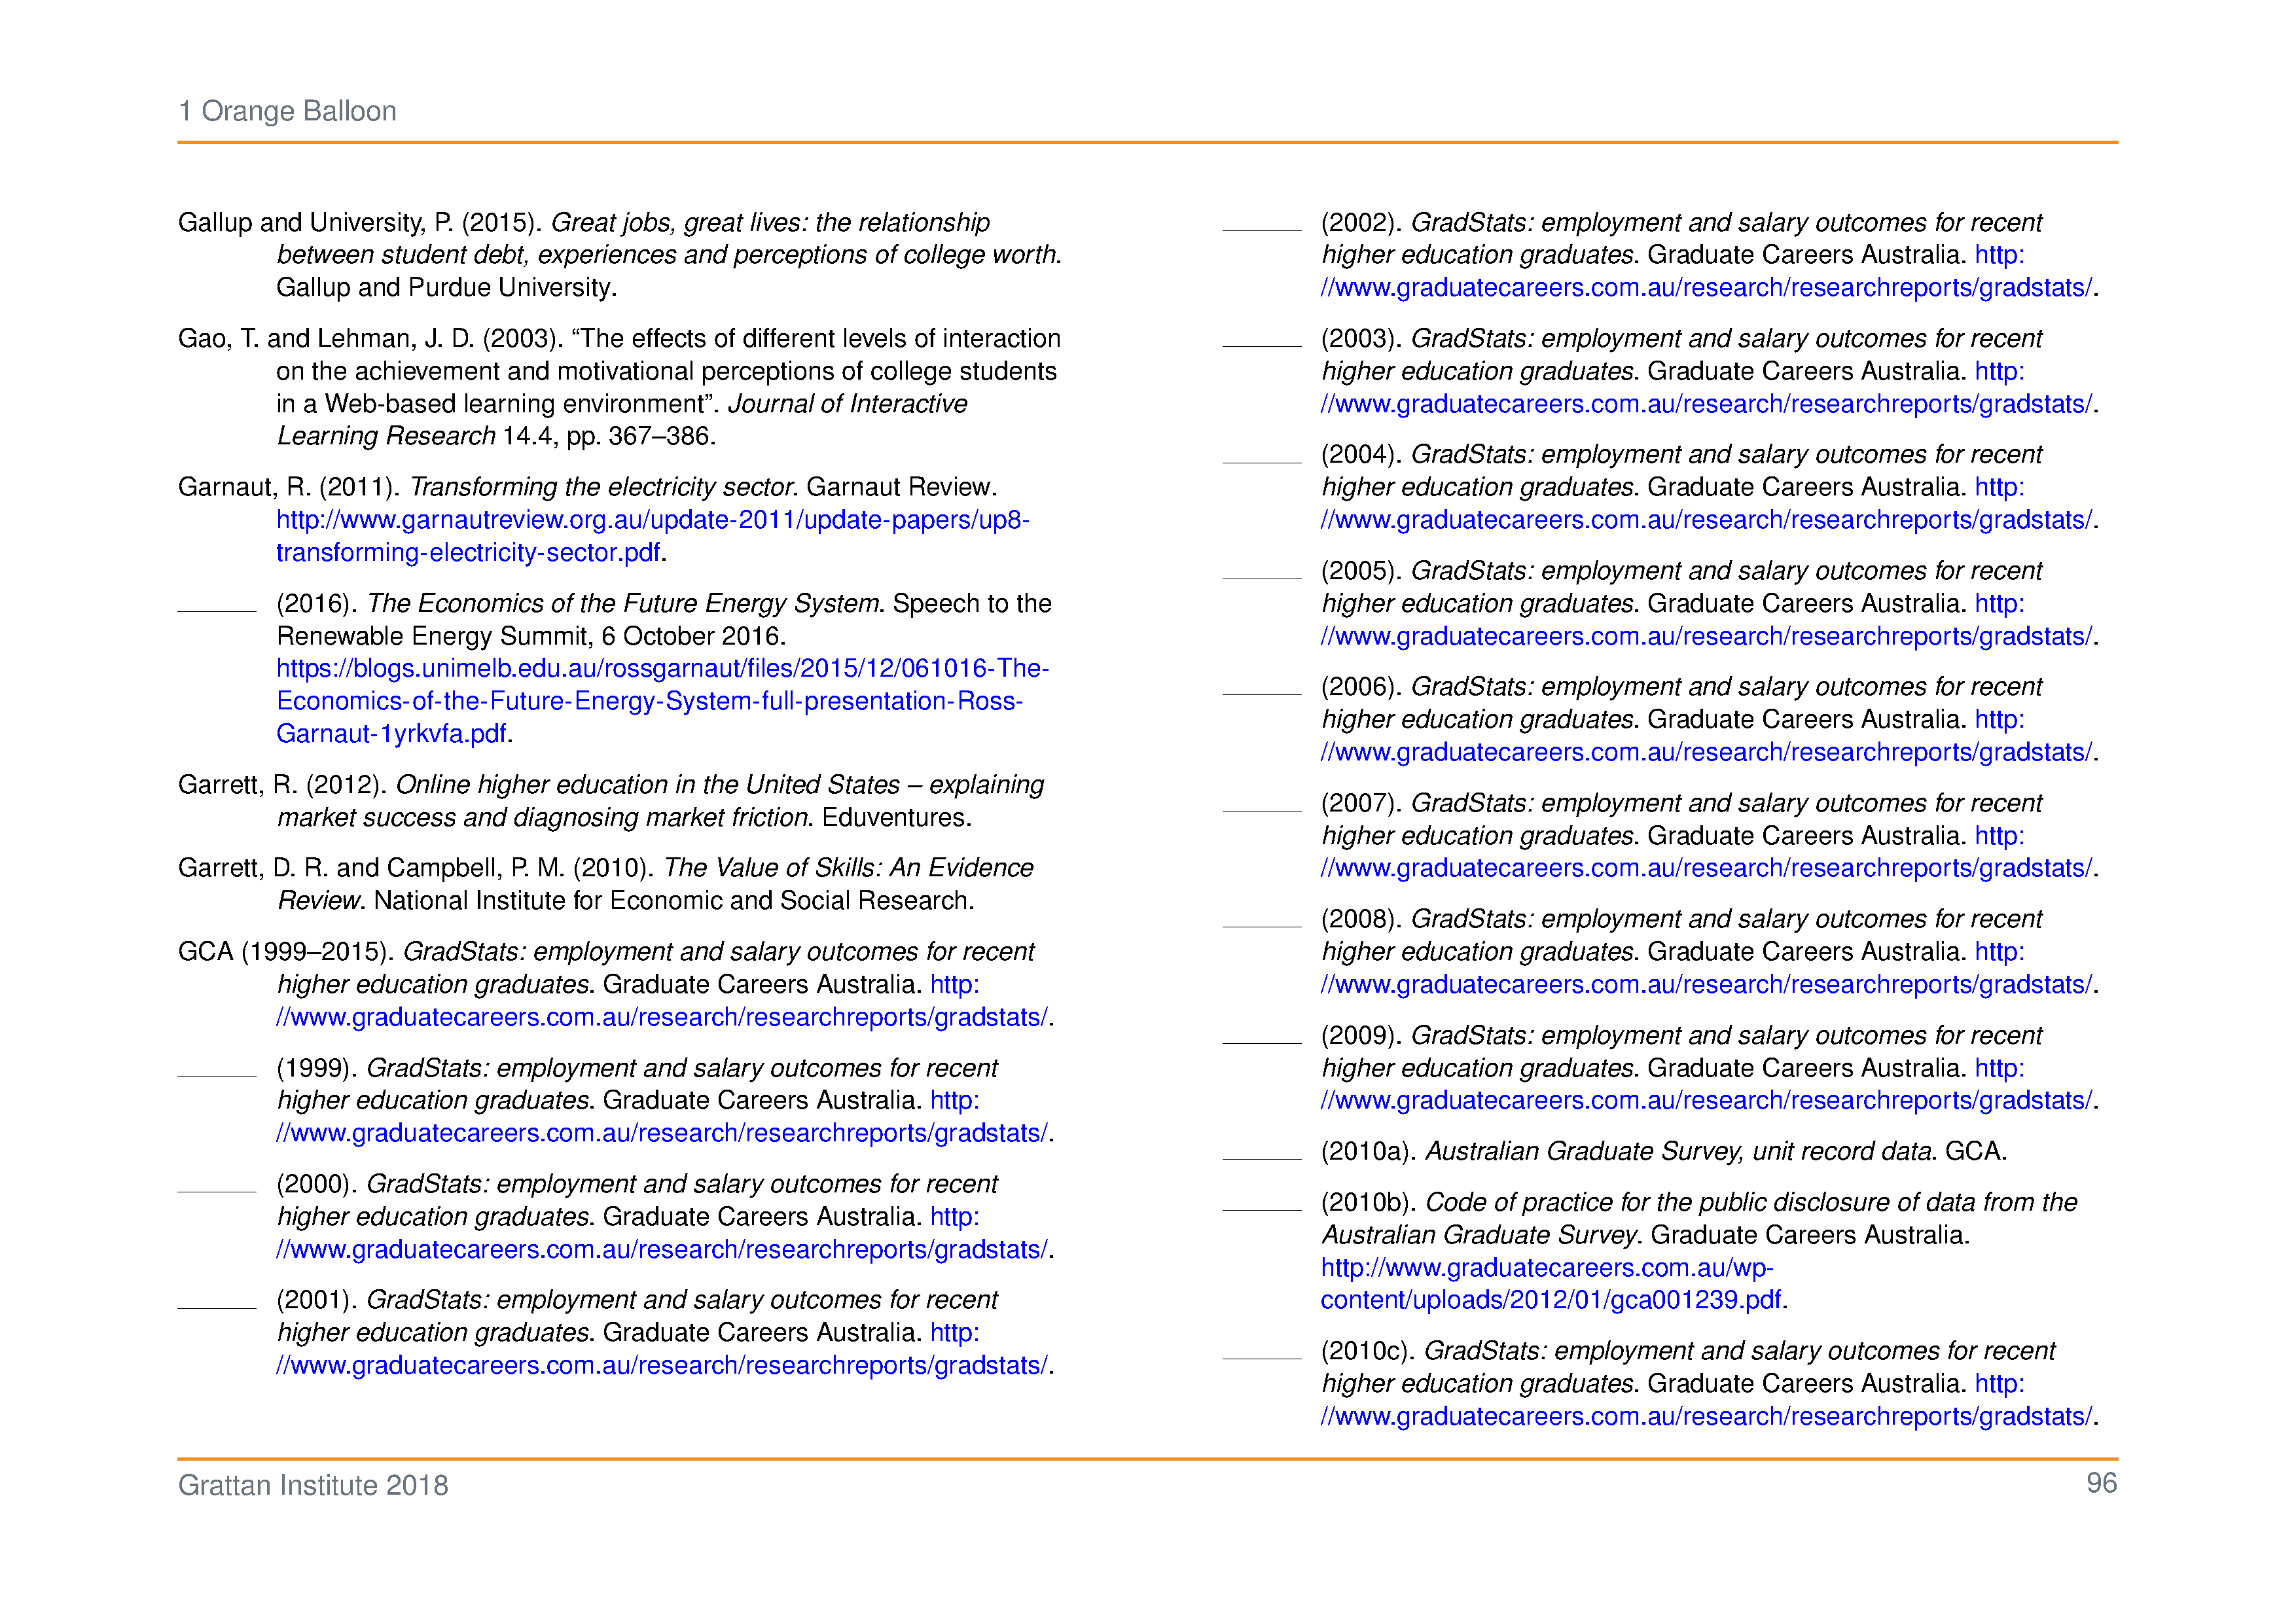 1 Orange Balloon
Gallup and University, P. (2015). Great jobs, great lives: the relationship
between student debt, experiences and perceptions of college worth.
Gallup and Purdue University.
Gao, T. and Lehman, J. D. (2003). “The effects of different levels of interaction
on the achievement and motivational perceptions of college students
in a Web-based learning environment”. Journal of Interactive
Learning Research 14.4, pp. 367–386.
Garnaut, R. (2011). Transforming the electricity sector. Garnaut Review.
http://www.garnautreview.org.au/update-2011/update-papers/up8-
transforming-electricity-sector.pdf.
(2016). The Economics of the Future Energy System. Speech to the
Renewable Energy Summit, 6 October 2016.
https://blogs.unimelb.edu.au/rossgarnaut/files/2015/12/061016-The-
Economics-of-the-Future-Energy-System-full-presentation-Ross-
Garnaut-1yrkvfa.pdf.
Garrett, R. (2012). Online higher education in the United States – explaining
market success and diagnosing market friction. Eduventures.
Garrett, D. R. and Campbell, P. M. (2010). The Value of Skills: An Evidence
Review. National Institute for Economic and Social Research.
GCA (1999–2015). GradStats: employment and salary outcomes for recent
higher education graduates. Graduate Careers Australia. http:
//www.graduatecareers.com.au/research/researchreports/gradstats/.
(1999). GradStats: employment and salary outcomes for recent
higher education graduates. Graduate Careers Australia. http:
//www.graduatecareers.com.au/research/researchreports/gradstats/.
(2000). GradStats: employment and salary outcomes for recent
higher education graduates. Graduate Careers Australia. http:
//www.graduatecareers.com.au/research/researchreports/gradstats/.
(2001). GradStats: employment and salary outcomes for recent
higher education graduates. Graduate Careers Australia. http:
//www.graduatecareers.com.au/research/researchreports/gradstats/.
(2002). GradStats: employment and salary outcomes for recent
higher education graduates. Graduate Careers Australia. http:
//www.graduatecareers.com.au/research/researchreports/gradstats/.
(2003). GradStats: employment and salary outcomes for recent
higher education graduates. Graduate Careers Australia. http:
//www.graduatecareers.com.au/research/researchreports/gradstats/.
(2004). GradStats: employment and salary outcomes for recent
higher education graduates. Graduate Careers Australia. http:
//www.graduatecareers.com.au/research/researchreports/gradstats/.
(2005). GradStats: employment and salary outcomes for recent
higher education graduates. Graduate Careers Australia. http:
//www.graduatecareers.com.au/research/researchreports/gradstats/.
(2006). GradStats: employment and salary outcomes for recent
higher education graduates. Graduate Careers Australia. http:
//www.graduatecareers.com.au/research/researchreports/gradstats/.
(2007). GradStats: employment and salary outcomes for recent
higher education graduates. Graduate Careers Australia. http:
//www.graduatecareers.com.au/research/researchreports/gradstats/.
(2008). GradStats: employment and salary outcomes for recent
higher education graduates. Graduate Careers Australia. http:
//www.graduatecareers.com.au/research/researchreports/gradstats/.
(2009). GradStats: employment and salary outcomes for recent
higher education graduates. Graduate Careers Australia. http:
//www.graduatecareers.com.au/research/researchreports/gradstats/.
(2010a). Australian Graduate Survey, unit record data. GCA.
(2010b). Code of practice for the public disclosure of data from the
Australian Graduate Survey. Graduate Careers Australia.
http://www.graduatecareers.com.au/wp-
content/uploads/2012/01/gca001239.pdf.
(2010c). GradStats: employment and salary outcomes for recent
higher education graduates. Graduate Careers Australia. http:
//www.graduatecareers.com.au/research/researchreports/gradstats/.
Grattan Institute 2018
96